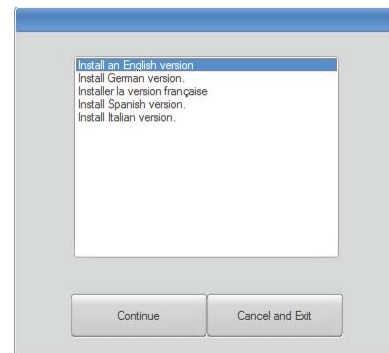 Install an English version
Install German version.
Installer la version française
Install Spanish version.
Install Italian version.
Continue
Cancel and Exit